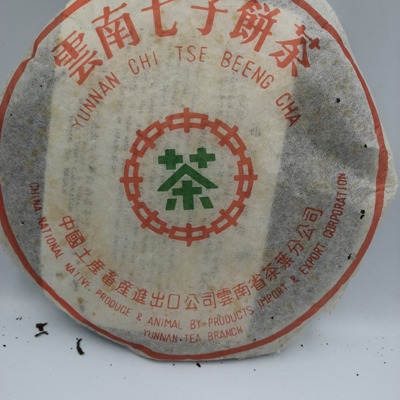 雲南七子餅茶
YUNNAN CHI TSE BEENG CHA
茶
中國土產畜產進出口公司雲南省茶葉分公司
CHINA NATIONAL NATIVE PRODUCE & ANIMAL BY-PRODUCTS IMPORT & EXPORT CORPORATION
YUNNAN TEA BRANCH